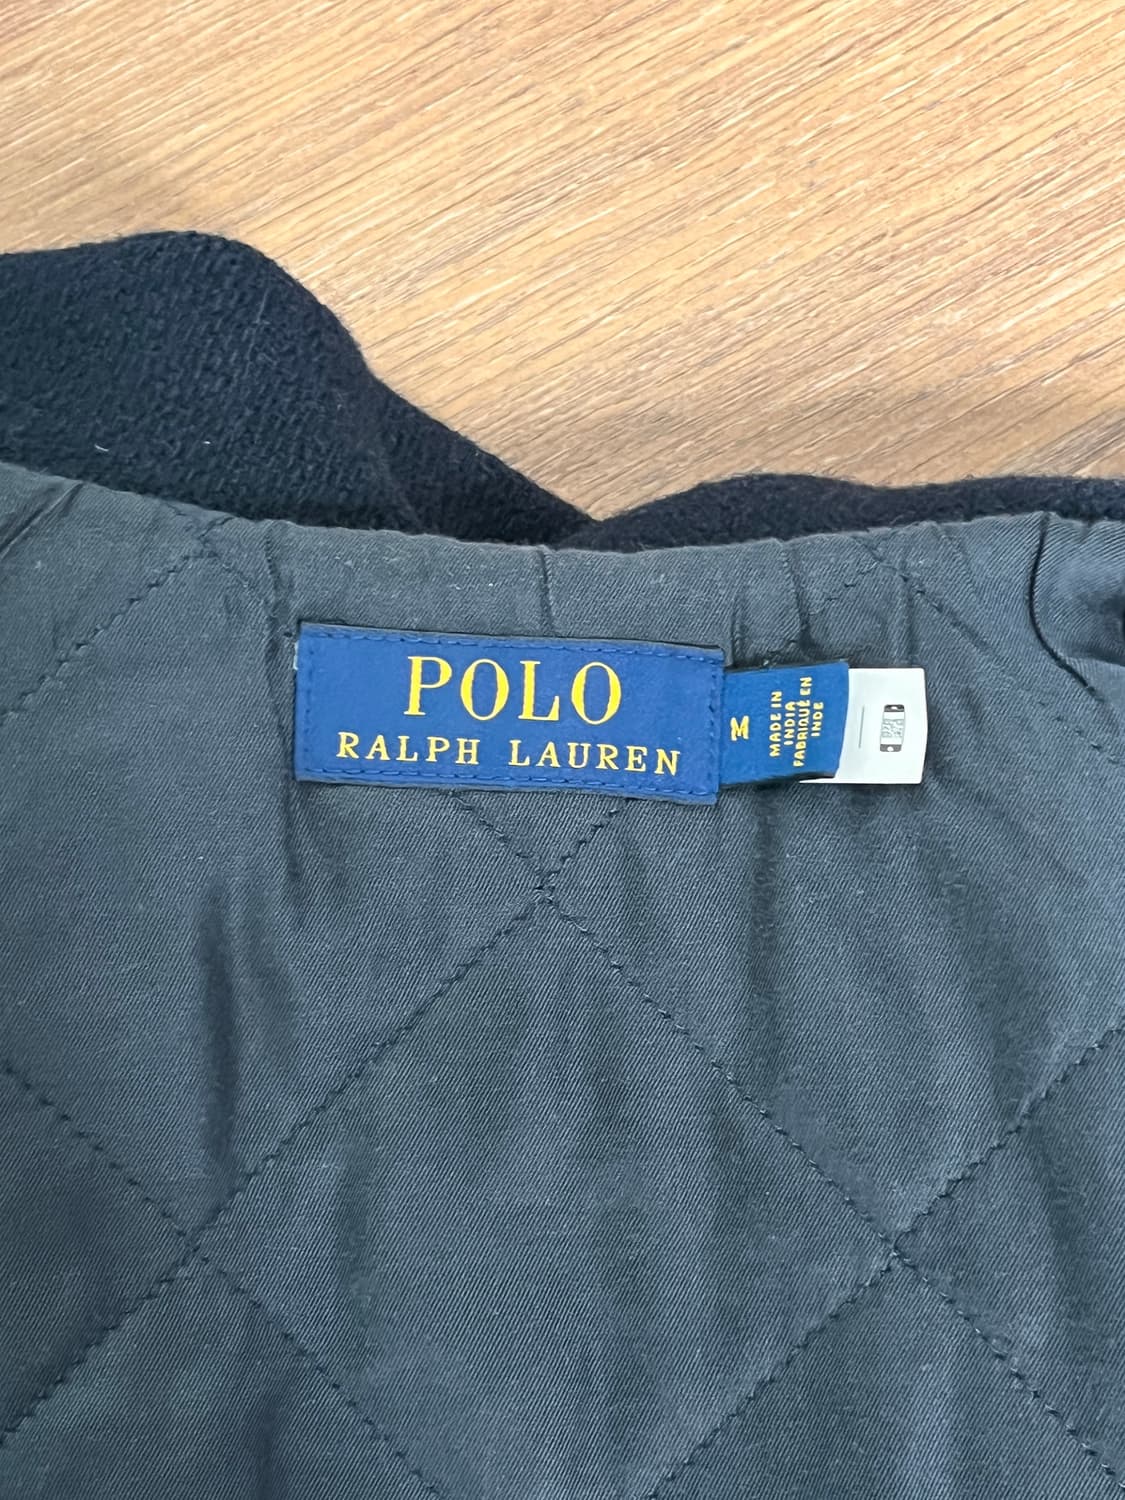 POLO
RALPH LAUREN
M
MADE IN
INDIA
FABRIQUÉ EN
INDE